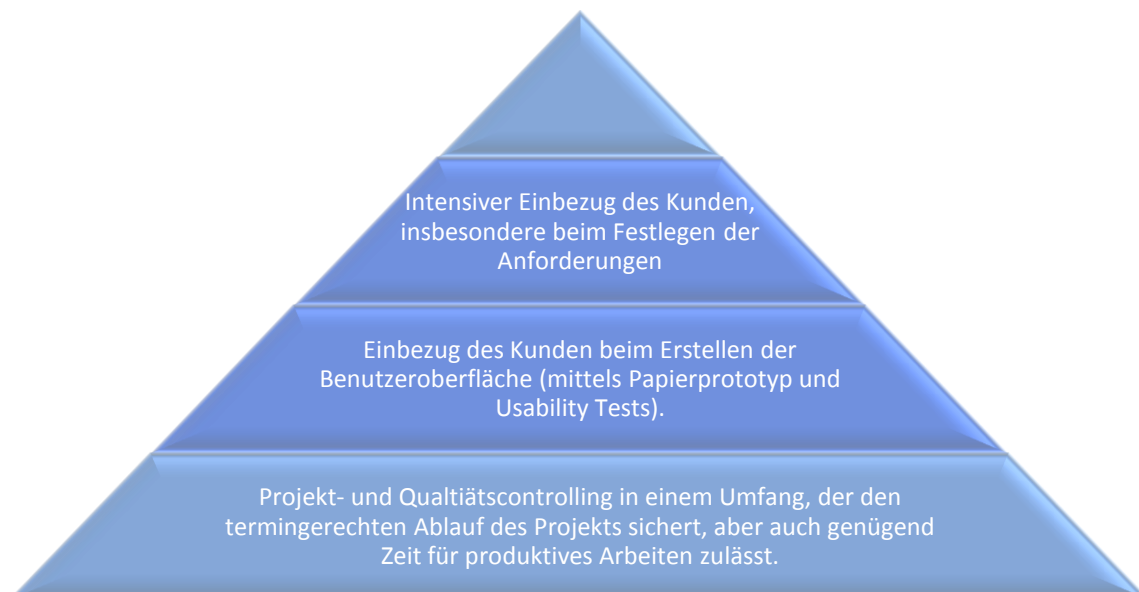 Intensiver Einbezug des Kunden,
insbesondere beim Festlegen der
Anforderungen
Einbezug des Kunden beim Erstellen der
Benutzeroberfläche (mittels Papierprototyp und
Usability Tests).
Projekt- und Qualtiätscontrolling in einem Umfang, der den
termingerechten Ablauf des Projekts sichert, aber auch genügend
Zeit für produktives Arbeiten zulässt.